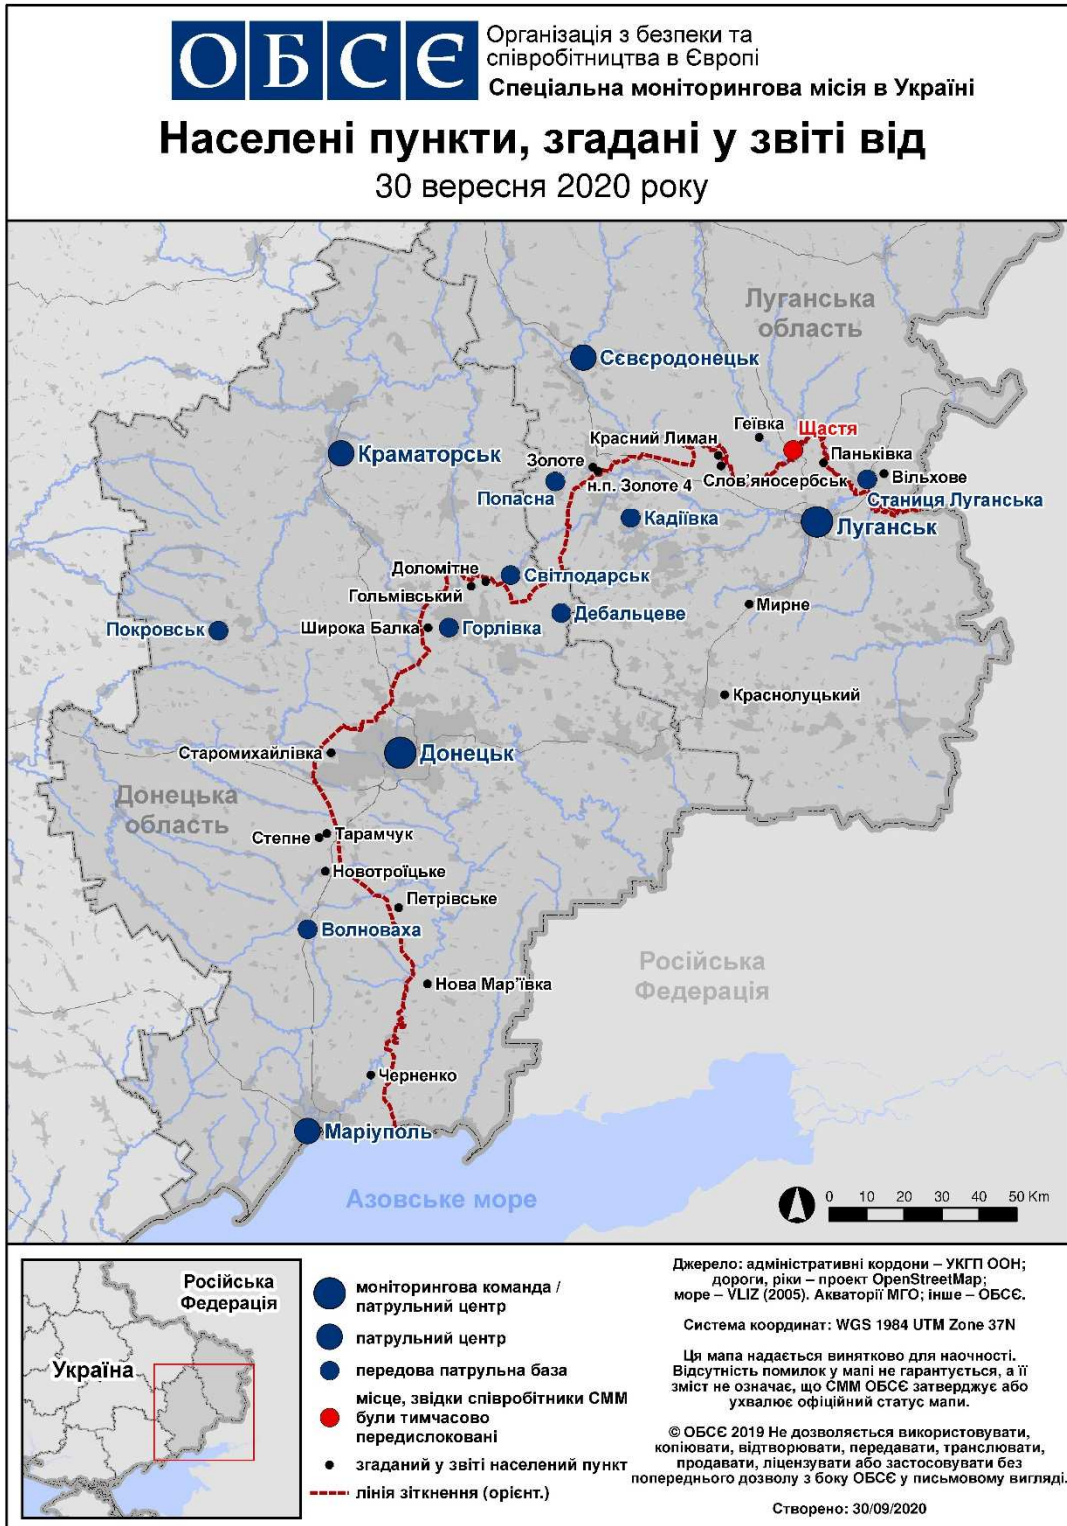 ОБСЄ
Організація з безпеки та
співробітництва в Європі
Спеціальна моніторингова місія в Україні
Населені пункти, згадані у звіті від
30 вересня 2020 року
Луганська
область
Сєвєродонецьк
Геївка
Щастя
Красний Лиман
Краматорськ
Золоте
Паньківка
Вільхове
н.п. Золоте 4
Слов'яносербськ
Попасна
Станиця Луганська
Кадіївка
Луганськ
Доломітне
Світлодарськ
Гольмівський
Мирне
Дебальцеве
Покровськ
Широка Балка
Горлівка
Краснолуцький
Старомихайлівка
Донецьк
Донецька
область
Степне
Тарамчук
Новотроїцьке
Петрівське
Волноваха
Російська
Федерація
Нова Мар'ївка
Черненко
Маріуполь
Азовське море
0 10 20 30 40 50 Km
Російська
Федерація
Україна
моніторингова команда /
патрульний центр
патрульний центр
передова патрульна база
місце, звідки співробітники СММ
були тимчасово
передислоковані
згаданий у звіті населений пункт
лінія зіткнення (орієнт.)
Джерело: адміністративні кордони – УКГП ООН;
дороги, ріки – проект OpenStreetMap;
море – VLIZ (2005). Акваторії МГО; інше – ОБСЄ.
Система координат: WGS 1984 UTM Zone 37N
Ця мапа надається винятково для наочності.
Відсутність помилок у мапі не гарантується, а її
зміст не означає, що СММ ОБСЄ затверджує або
ухвалює офіційний статус мапи.
© ОБСЄ 2019 Не дозволяється використовувати,
копіювати, відтворювати, передавати, транслювати,
продавати, ліцензувати або застосовувати без
попереднього дозволу з боку ОБСЄ у письмовому вигляді.
Створено: 30/09/2020